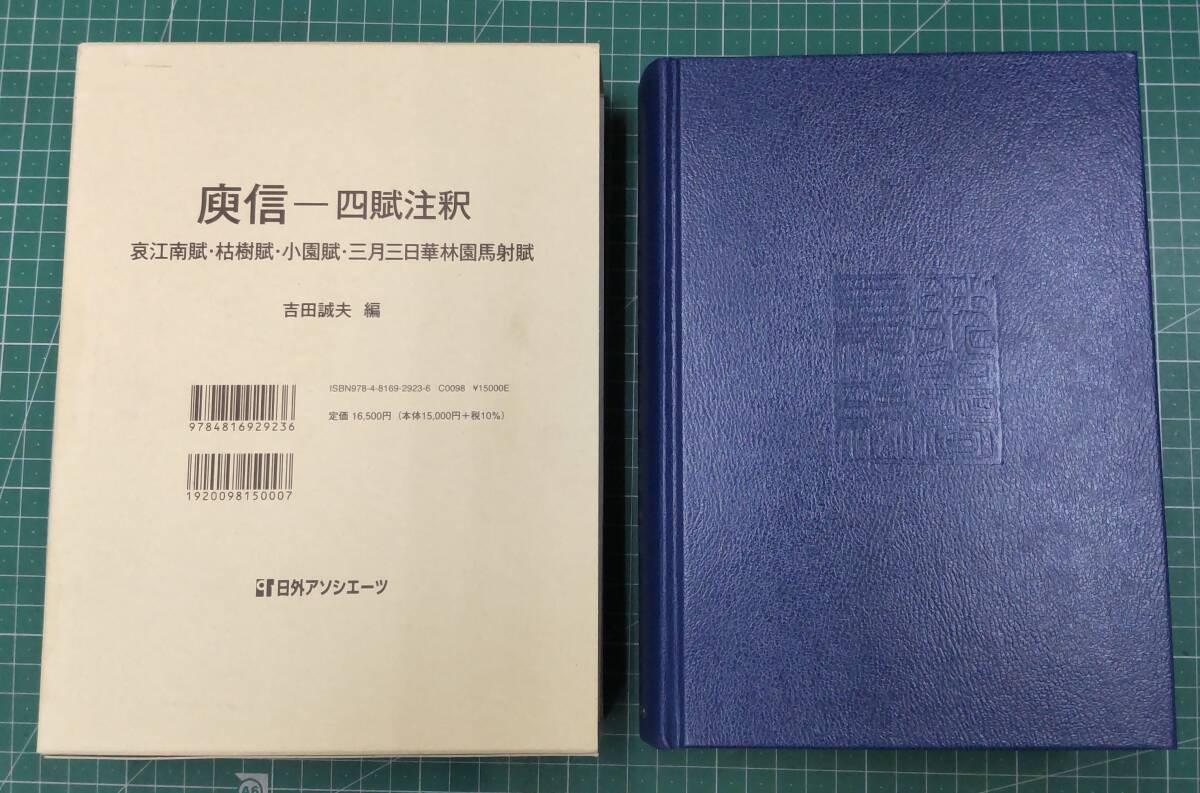 庾信―四賦注釈
哀江南賦・枯樹賦・小園賦・三月三日華林園馬射賦
吉田誠夫 編
ISBN978-4-8169-2923-6 C0098 ¥15000E
定価 16,500円（本体15,000円＋税10%）
9784816929236
1920098150007
日外アソシエーツ
A6